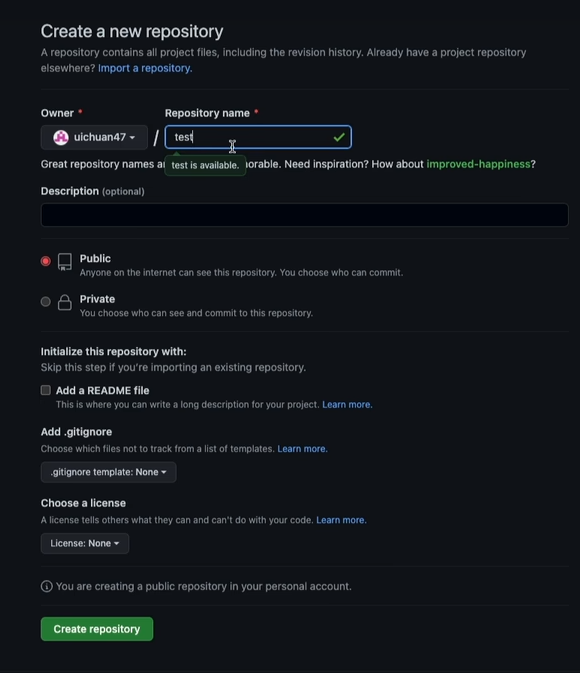 Create a new repository
A repository contains all project files, including the revision history. Already have a project repository
elsewhere? Import a repository.
Owner * Repository name *
uichuan47 / test
Great repository names a orable. Need inspiration? How about improved-happiness?
test is available.
Description (optional)
Public
Anyone on the internet can see this repository. You choose who can commit.
Private
You choose who can see and commit to this repository.
Initialize this repository with:
Skip this step if you're importing an existing repository.
Add a README file
This is where you can write a long description for your project. Learn more.
Add .gitignore
Choose which files not to track from a list of templates. Learn more.
.gitignore template: None
Choose a license
A license tells others what they can and can't do with your code. Learn more.
License: None
You are creating a public repository in your personal account.
Create repository